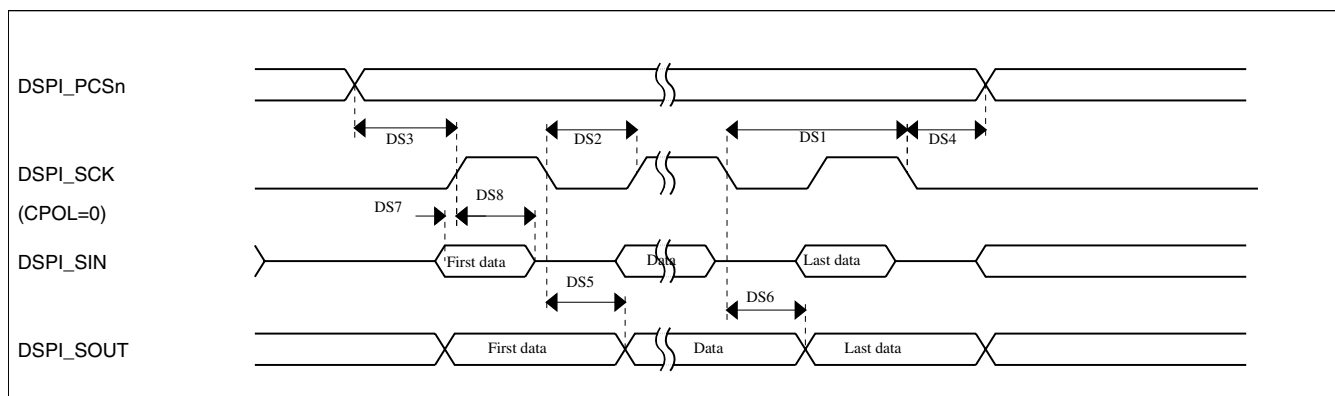 DSPI_PCSn
DS3
DS2
DS1
DS4
DSPI_SCK
(CPOL=0)
DS7
DS8
DSPI_SIN
First data
Data
Last data
DS5
DS6
DSPI_SOUT
First data
Data
Last data